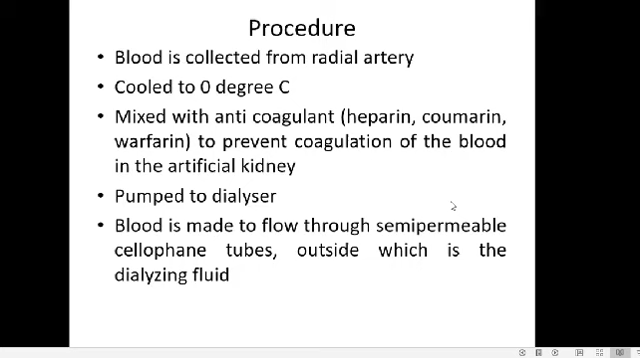 Procedure
• Blood is collected from radial artery
• Cooled to 0 degree C
• Mixed with anti coagulant (heparin, coumarin,
warfarin) to prevent coagulation of the blood
in the artificial kidney
• Pumped to dialyser
• Blood is made to flow through semipermeable
cellophane tubes, outside which is the
dialyzing fluid